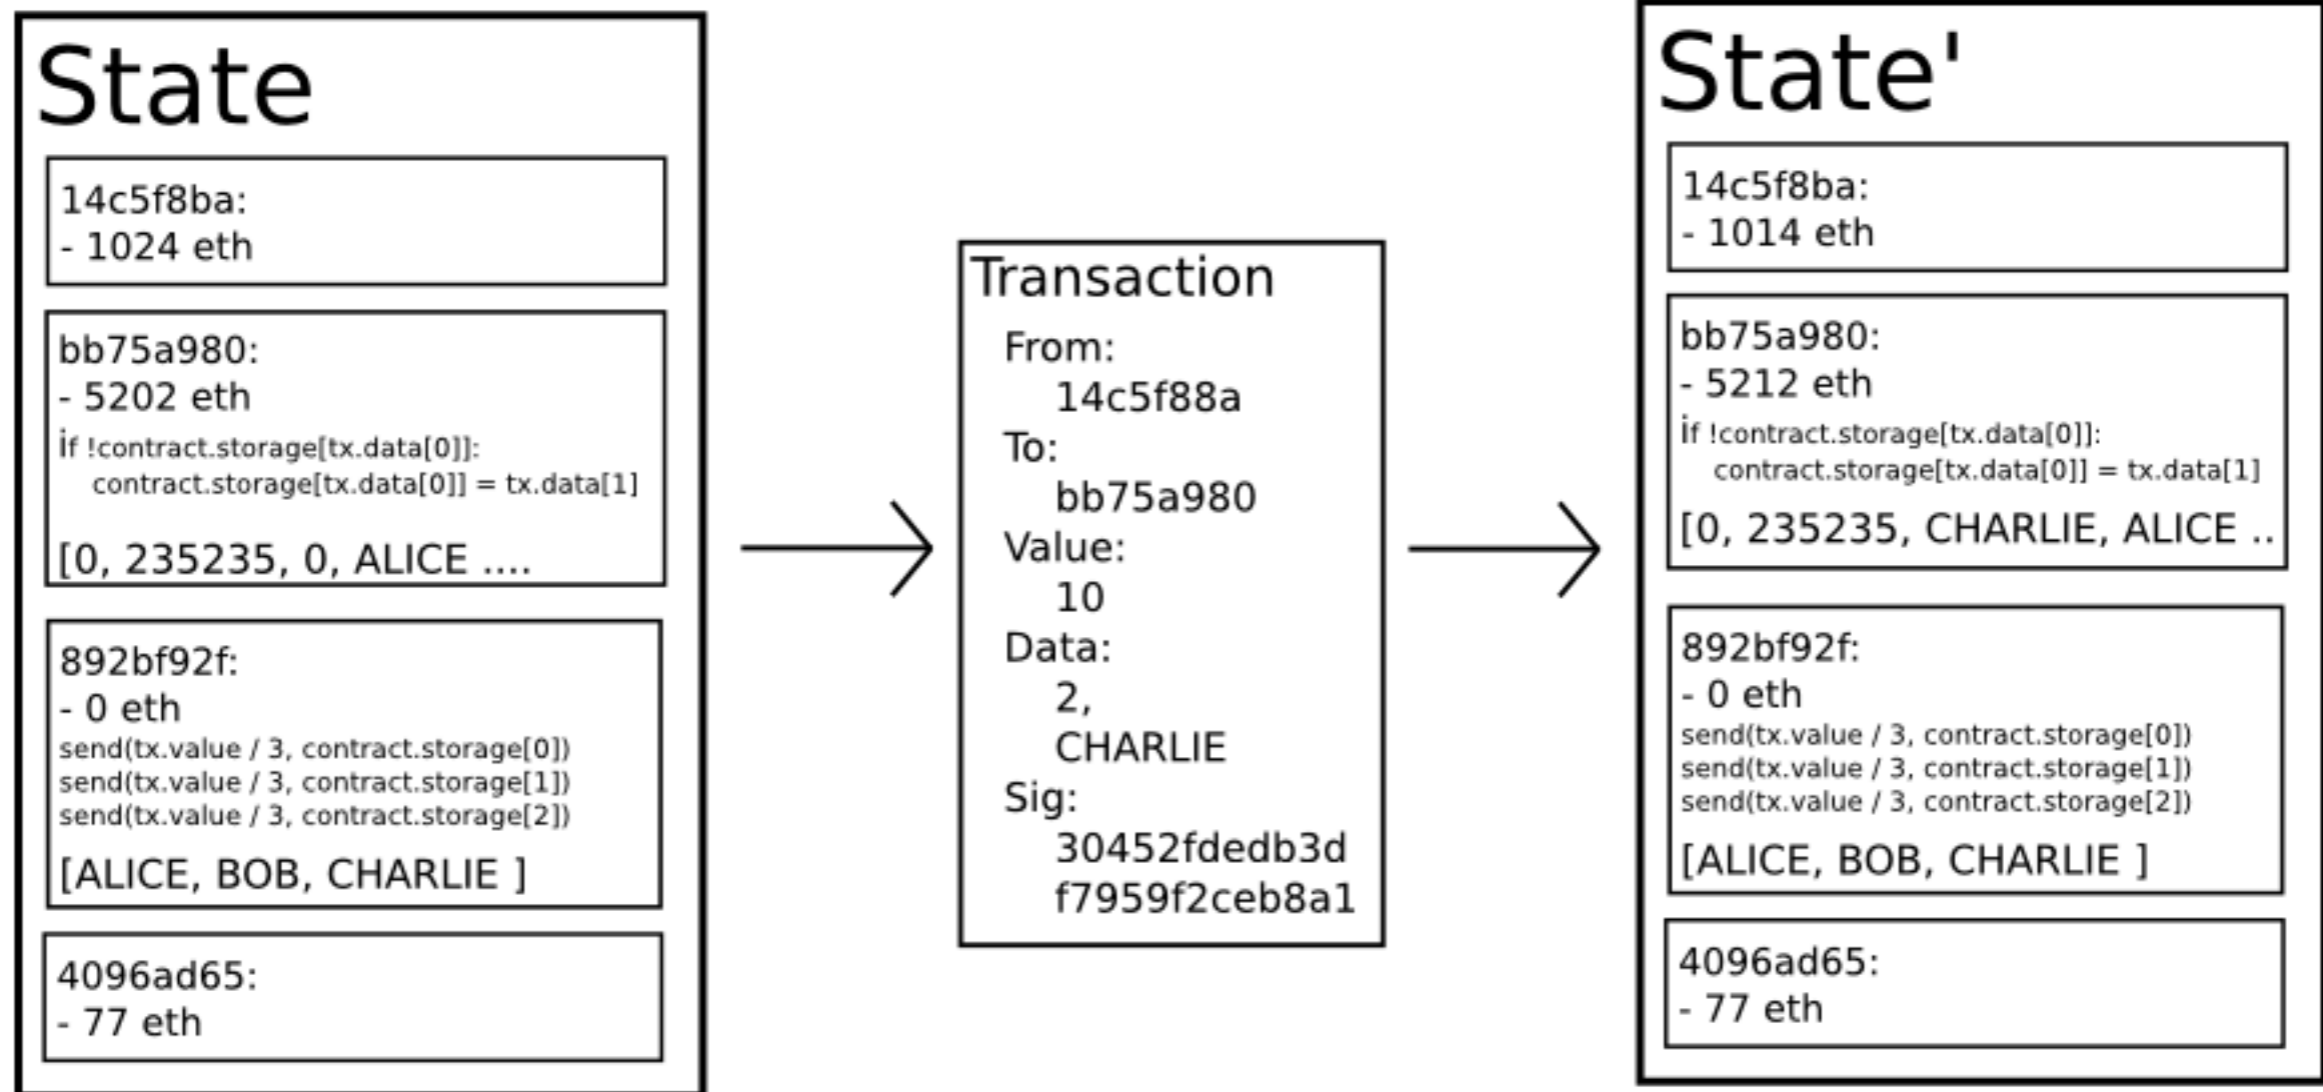 State
14c5f8ba:
- 1024 eth
bb75a980:
- 5202 eth
if !contract.storage[tx.data[0]]:
contract.storage[tx.data[0]] = tx.data[1]
[0, 235235, 0, ALICE ....
892bf92f:
- 0 eth
send(tx.value / 3, contract.storage[0])
send(tx.value / 3, contract.storage[1])
send(tx.value / 3, contract.storage[2])
[ALICE, BOB, CHARLIE ]
4096ad65:
- 77 eth
Transaction
From:
14c5f88a
To:
bb75a980
Value:
10
Data:
2,
CHARLIE
Sig:
30452fdedb3d
f7959f2ceb8a1
State'
14c5f8ba:
- 1014 eth
bb75a980:
- 5212 eth
if !contract.storage[tx.data[0]]:
contract.storage[tx.data[0]] = tx.data[1]
[0, 235235, CHARLIE, ALICE ..
892bf92f:
- 0 eth
send(tx.value / 3, contract.storage[0])
send(tx.value / 3, contract.storage[1])
send(tx.value / 3, contract.storage[2])
[ALICE, BOB, CHARLIE ]
4096ad65:
- 77 eth